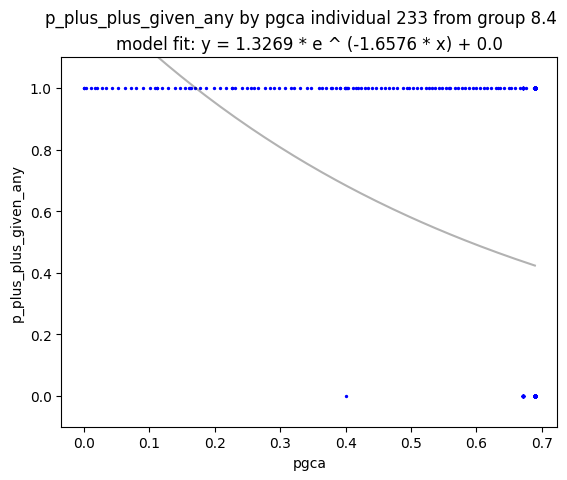 p_plus_plus_given_any by pgca individual 233 from group 8.4
model fit: y = 1.3269 * e ^ (-1.6576 * x) + 0.0
1.0
0.8
0.6
0.4
0.2
0.0
p_plus_plus_given_any
0.0 0.1 0.2 0.3 0.4 0.5 0.6 0.7
pgca